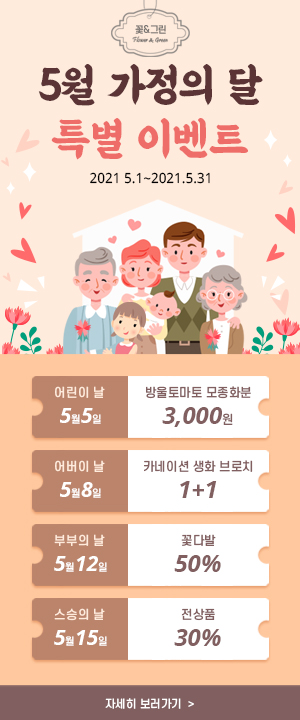 꽃&그린
Flower & Green
5월 가정의 달
특별 이벤트
2021 5.1~2021.5.31
어린이 날
5월5일
방울토마토 모종화분
3,000원
어버이 날
5월8일
카네이션 생화 브로치
1+1
부부의 날
5월12일
꽃다발
50%
스승의 날
5월15일
전상품
30%
자세히 보러가기 >